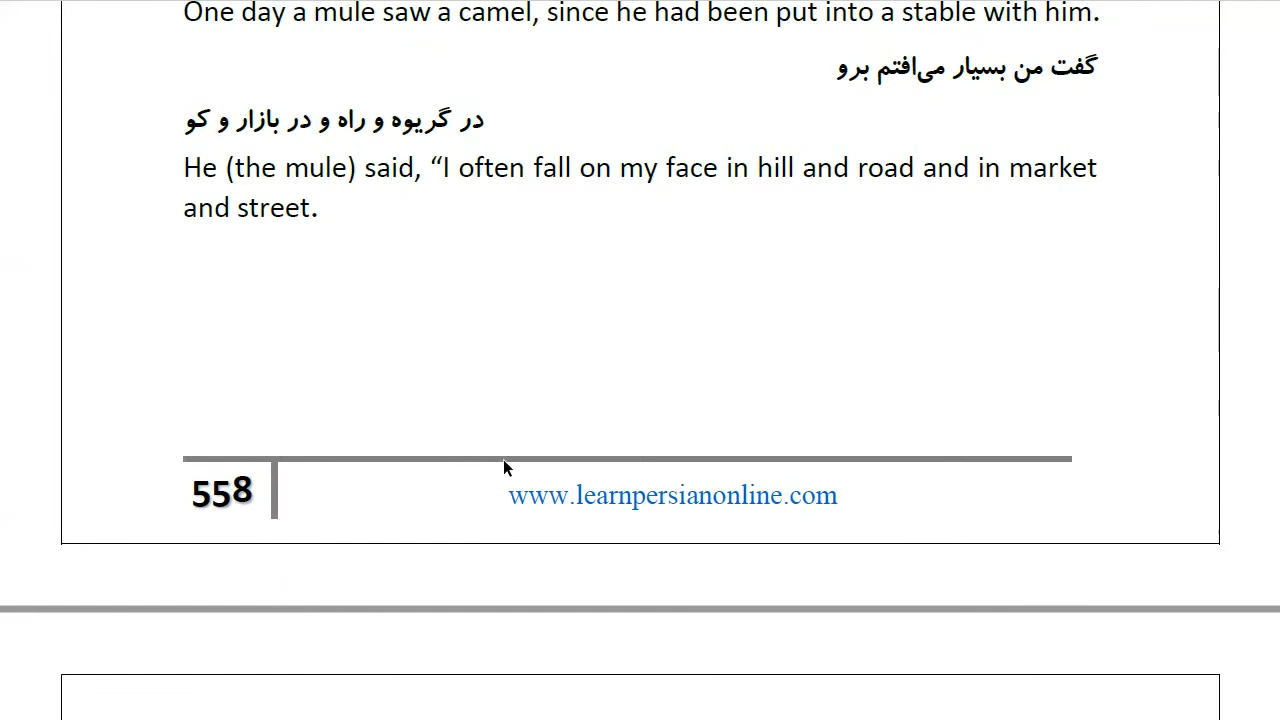 One day a mule saw a camel, since he had been put into a stable with him.
گفت من بسیار می‌افتم برو
در گریوه و راه و در بازار و کو
He (the mule) said, “I often fall on my face in hill and road and in market
and street.
558
www.learnpersianonline.com